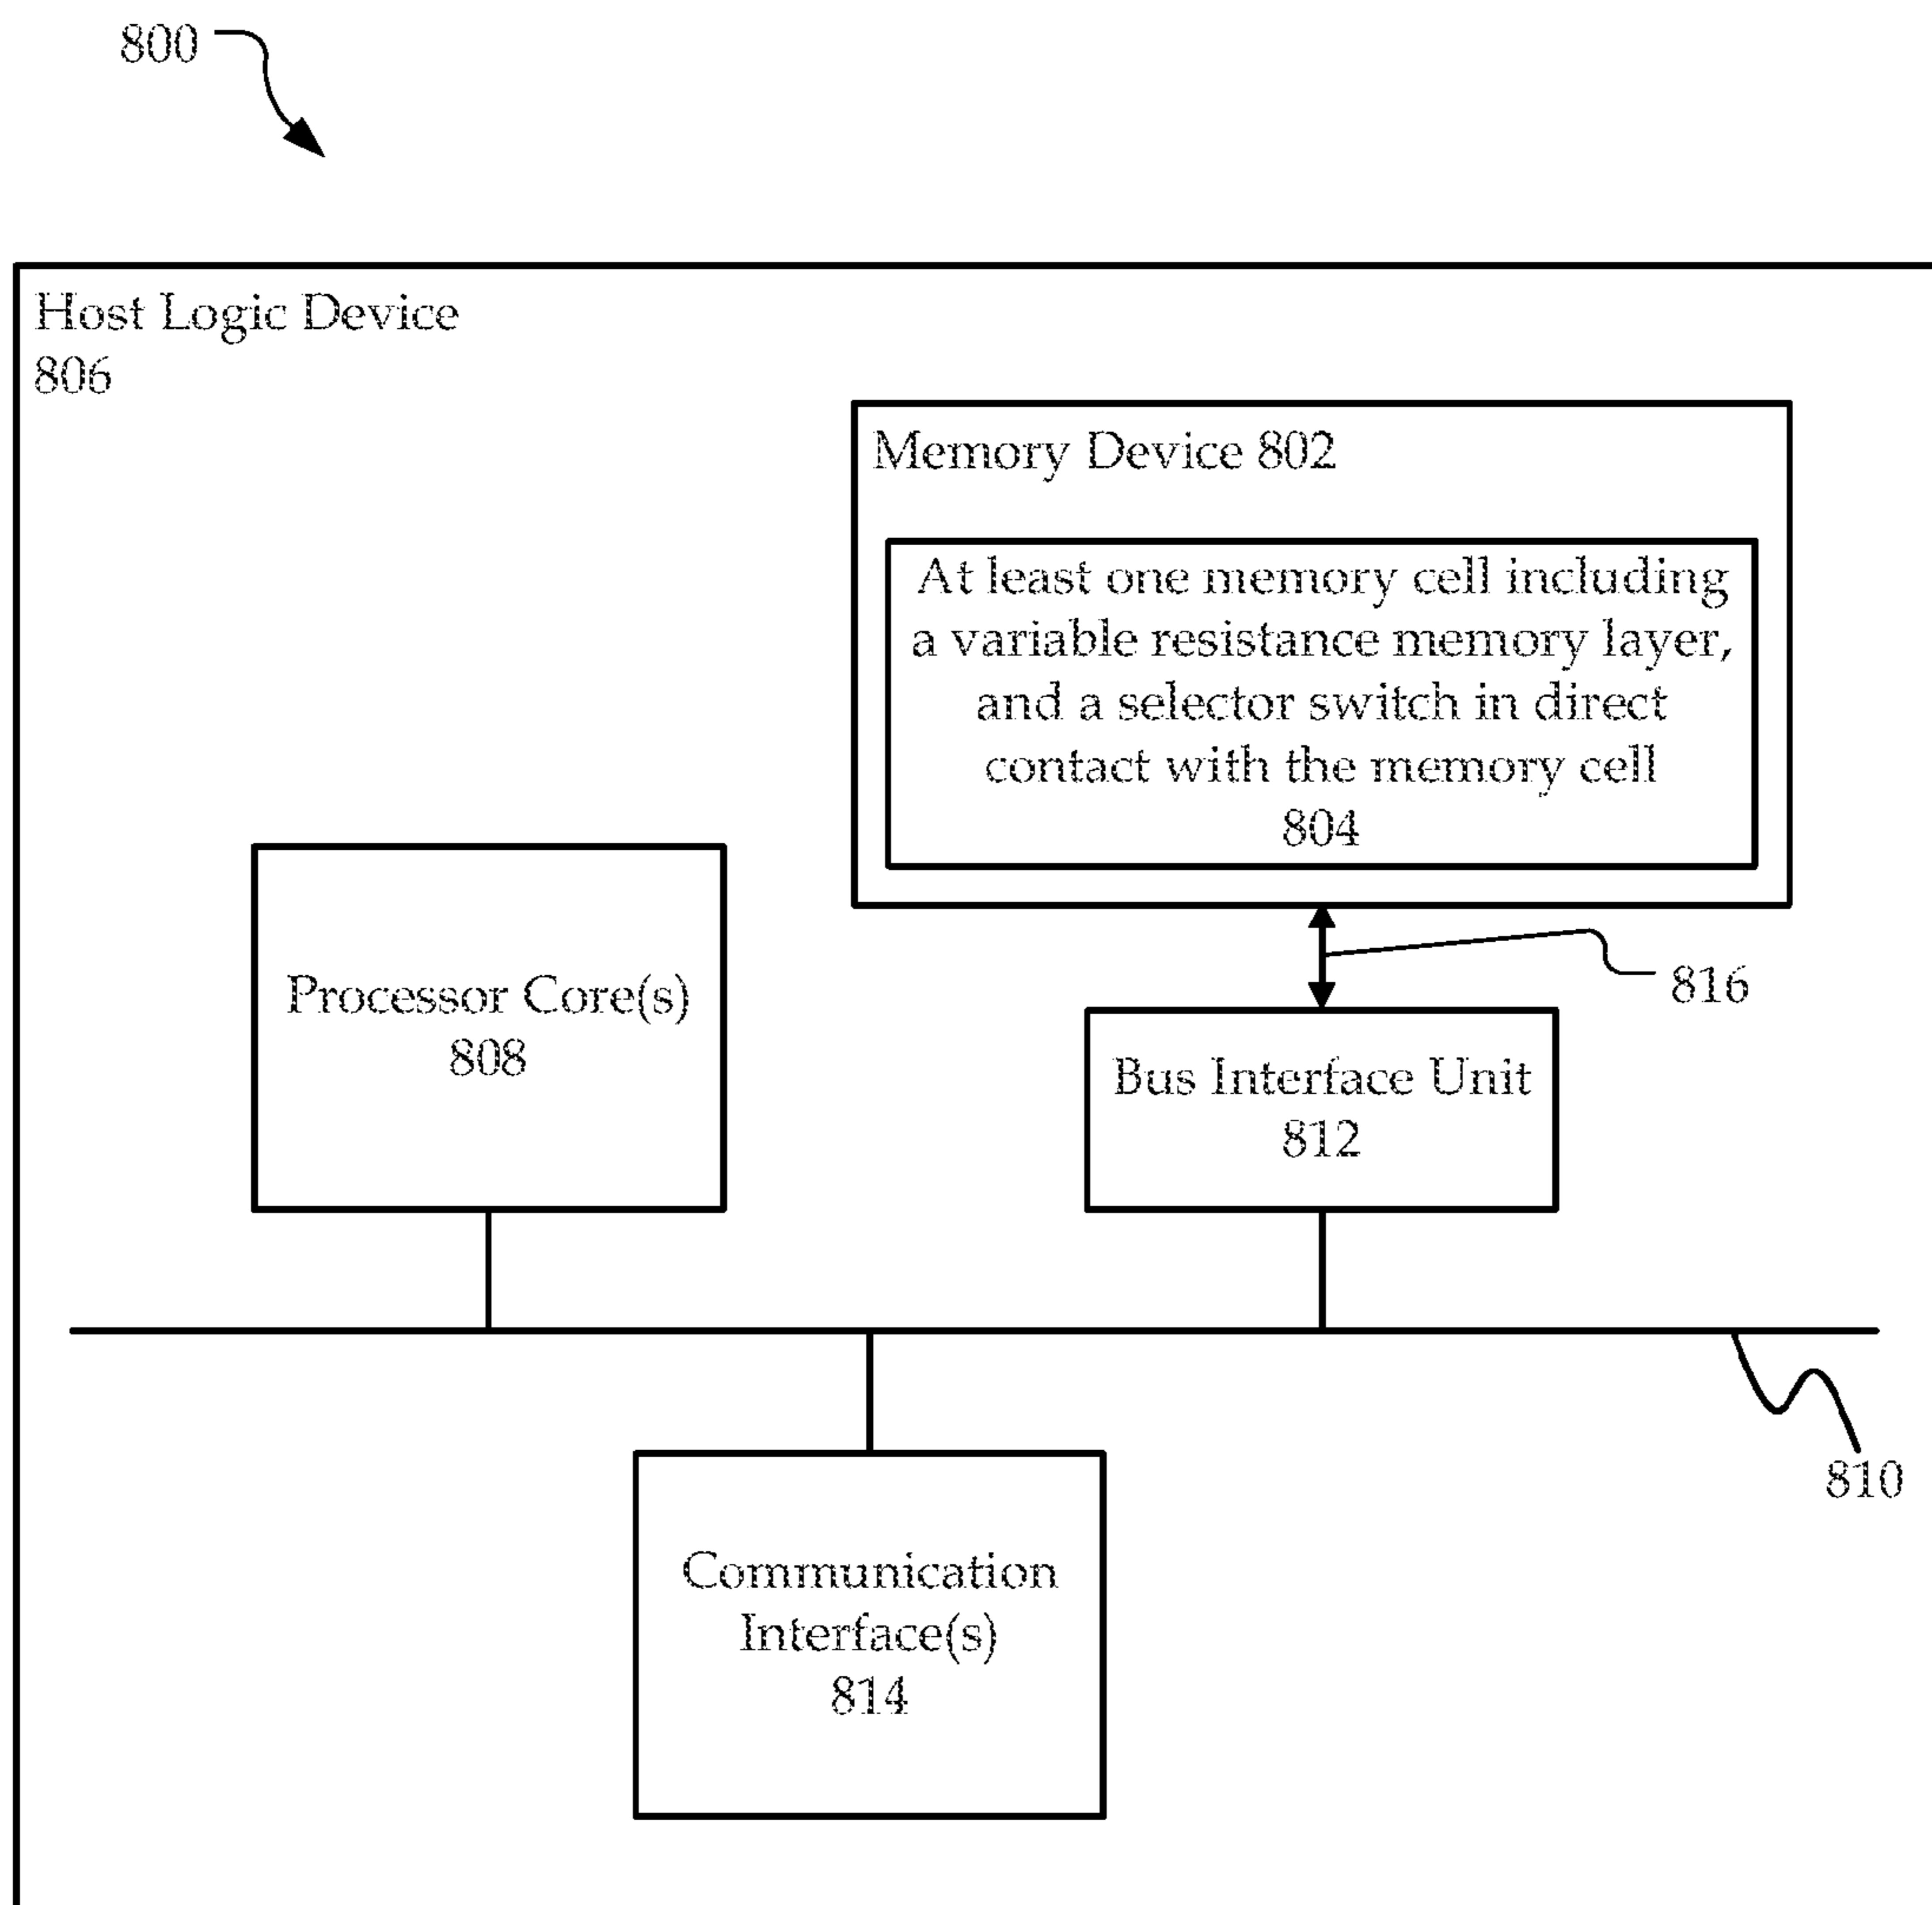 800
Host Logic Device
806
Memory Device 802
At least one memory cell including
a variable resistance memory layer,
and a selector switch in direct
contact with the memory cell
804
Processor Core(s)
808
816
Bus Interface Unit
812
810
Communication
Interface(s)
814